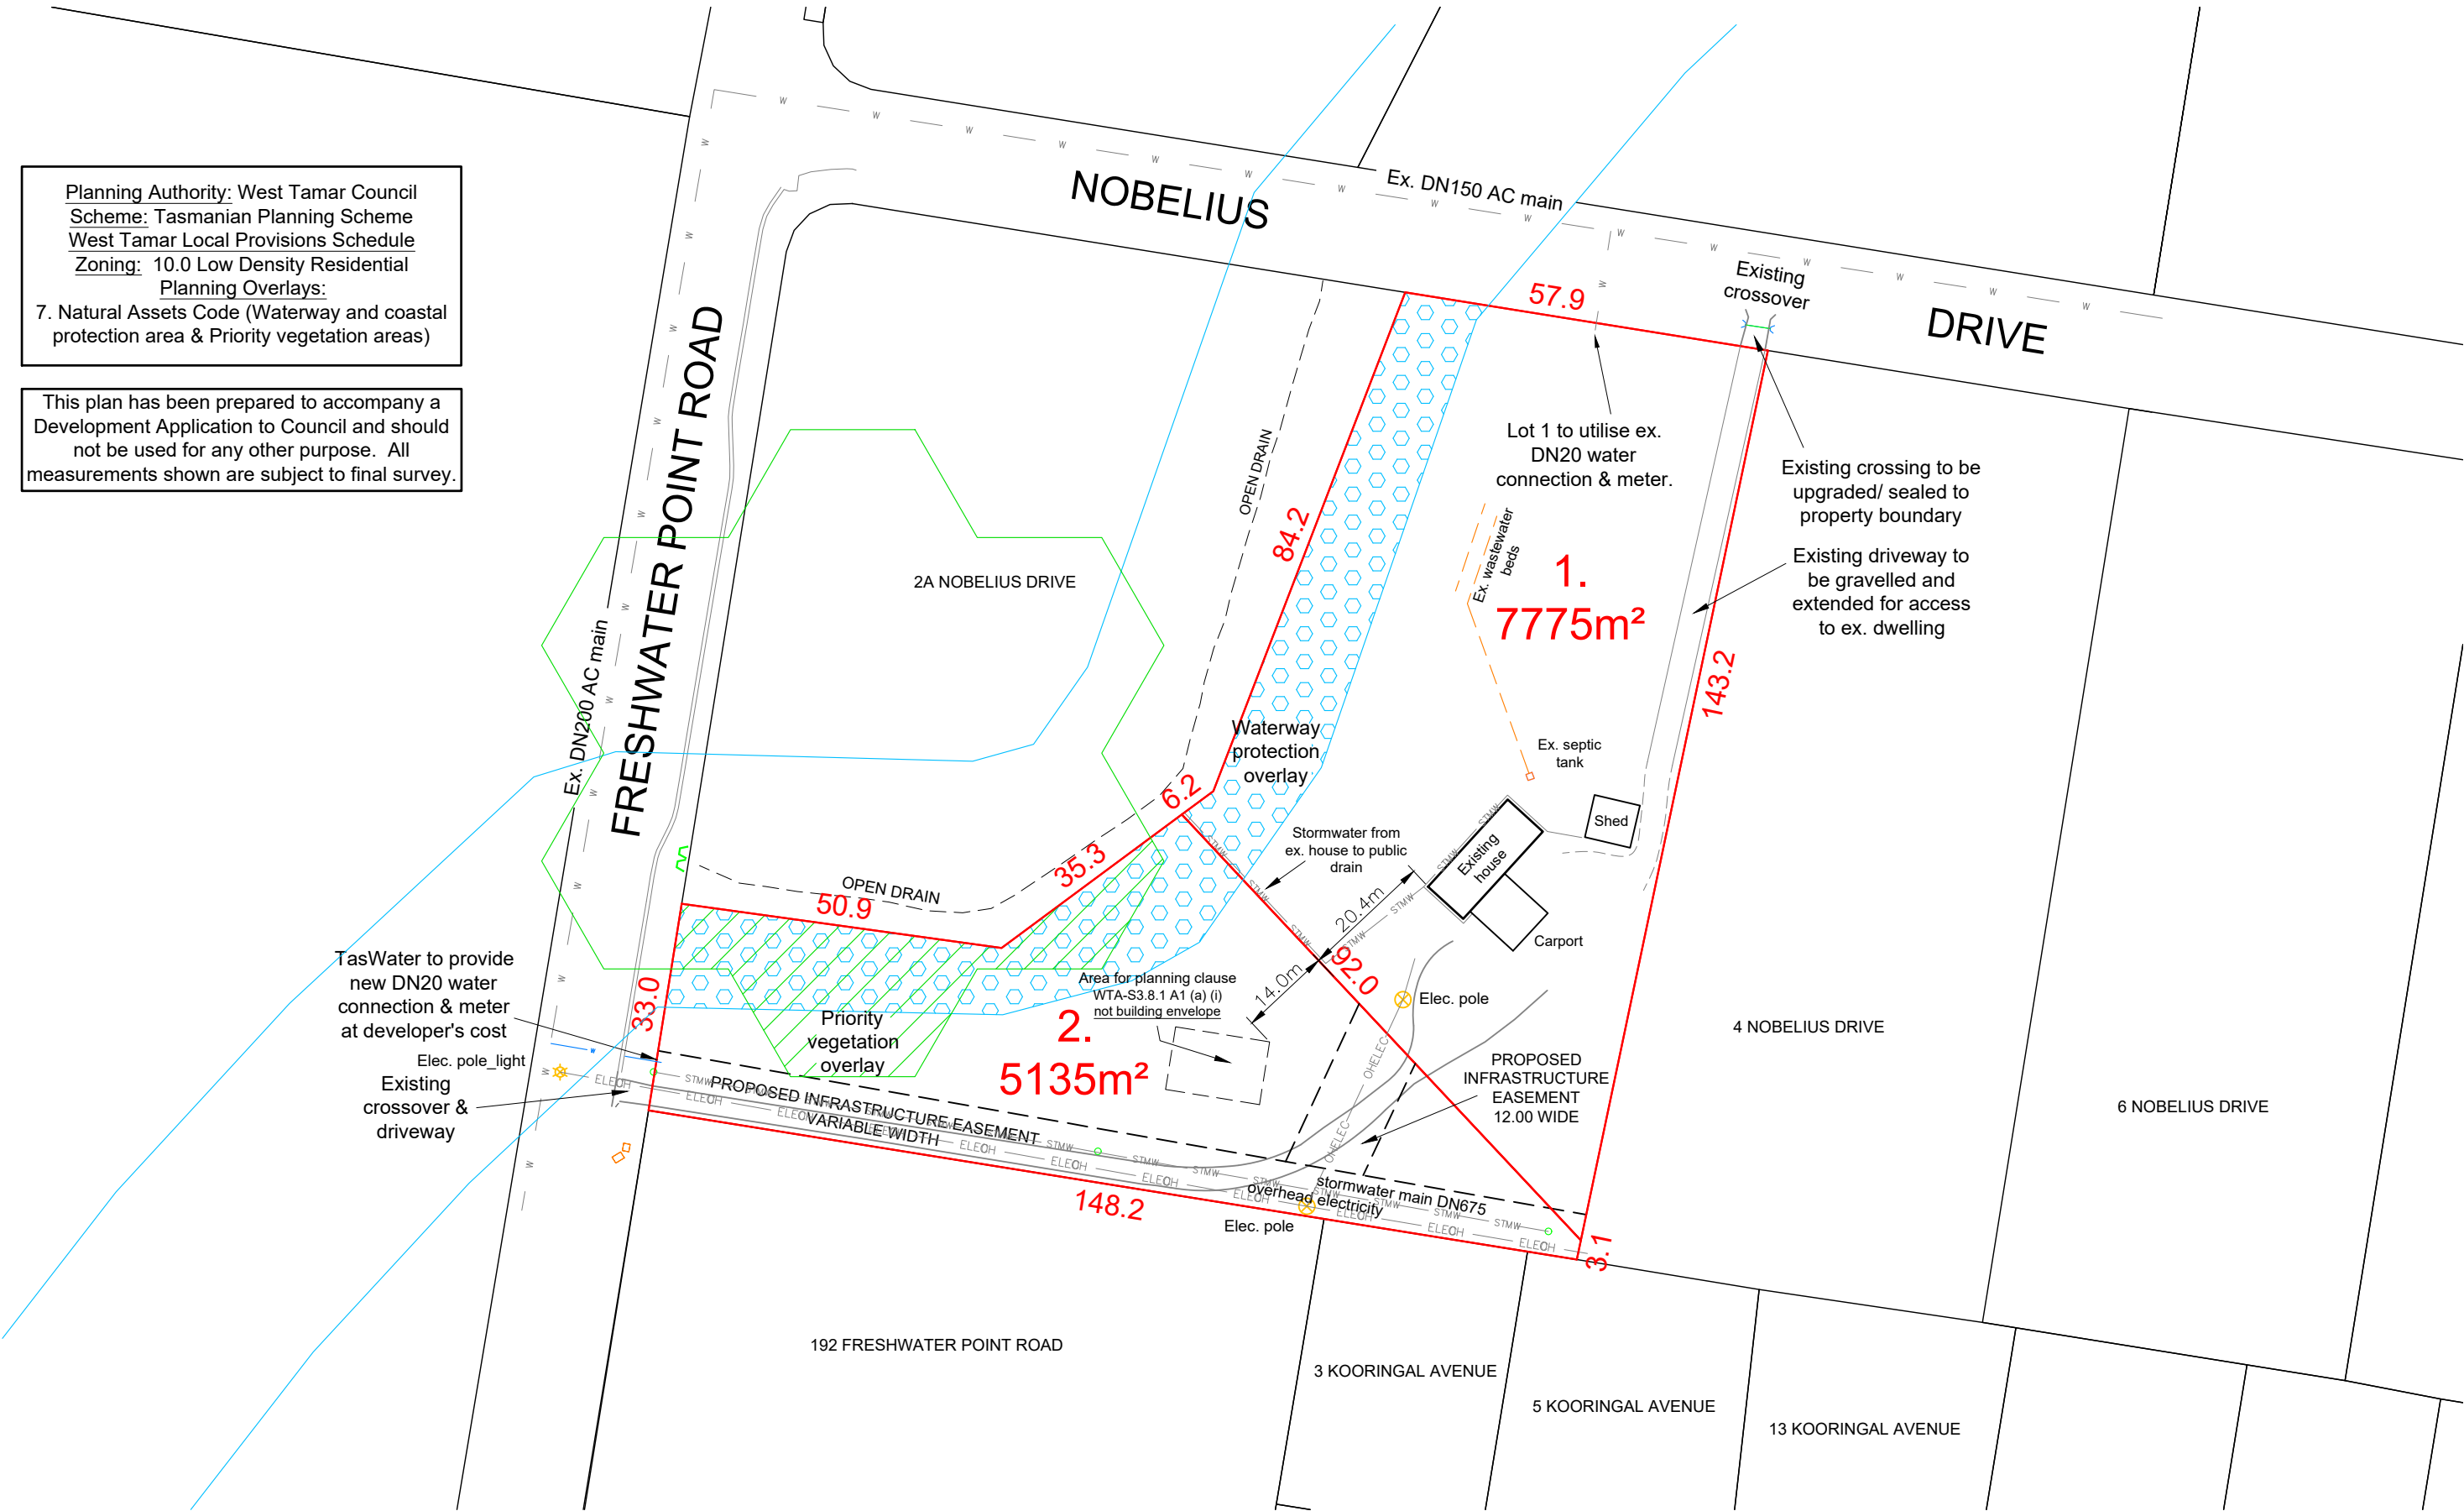 Planning Authority: West Tamar Council
Scheme: Tasmanian Planning Scheme
West Tamar Local Provisions Schedule
Zoning: 10.0 Low Density Residential
Planning Overlays:
7. Natural Assets Code (Waterway and coastal
protection area & Priority vegetation areas)
This plan has been prepared to accompany a
Development Application to Council and should
not be used for any other purpose. All
measurements shown are subject to final survey.
NOBELIUS
DRIVE
Ex. DN150 AC main
FRESHWATER POINT ROAD
Ex. DN200 AC main
57.9
Existing
crossover
Lot 1 to utilise ex.
DN20 water
connection & meter.
Existing crossing to be
upgraded/ sealed to
property boundary
Existing driveway to
be gravelled and
extended for access
to ex. dwelling
OPEN DRAIN
84.2
Ex. wastewater
beds
1.
7775m²
143.2
2A NOBELIUS DRIVE
Waterway
protection
overlay
Ex. septic
tank
6.2
Shed
Existing
house
Carport
Stormwater from
ex. house to public
drain
35.3
OPEN DRAIN
50.9
20.4m
14.0m
92.0
Elec. pole
4 NOBELIUS DRIVE
6 NOBELIUS DRIVE
TasWater to provide
new DN20 water
connection & meter
at developer's cost
33.0
Elec. pole_light
Existing
crossover &
driveway
Priority
vegetation
overlay
Area for planning clause
WTA-S3.8.1 A1 (a) (i)
not building envelope
2.
5135m²
PROPOSED
INFRASTRUCTURE
EASEMENT
12.00 WIDE
PROPOSED INFRASTRUCTURE EASEMENT
VARIABLE WIDTH
OHELEC
OHELEC
STMW
ELECH
stormwater main DN675
overhead electricity
Elec. pole
148.2
3.1
192 FRESHWATER POINT ROAD
3 KOORINGAL AVENUE
5 KOORINGAL AVENUE
13 KOORINGAL AVENUE